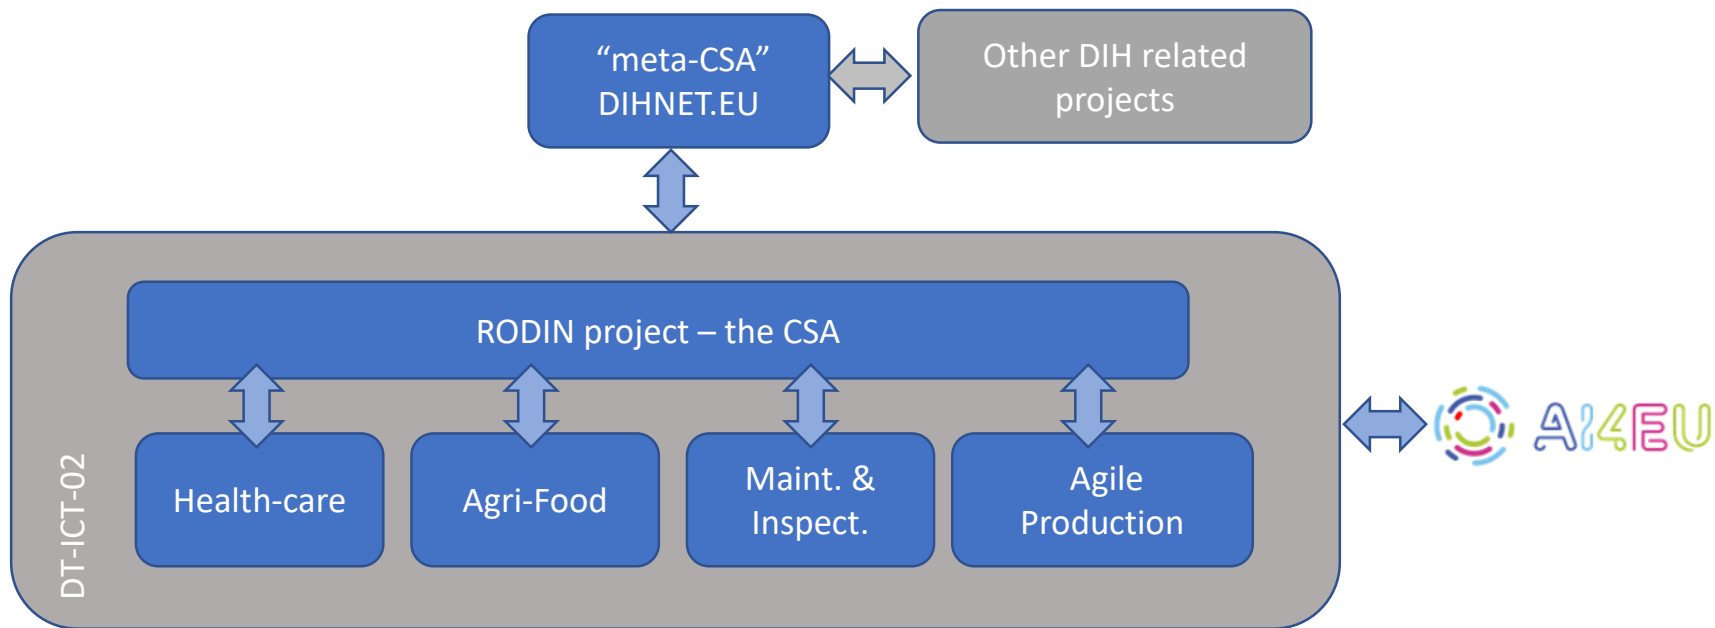 “meta-CSA”
DIHNET.EU
Other DIH related
projects
RODIN project – the CSA
Health-care
Agri-Food
Maint. &
Inspect.
Agile
Production
DT-ICT-02
AI4EU